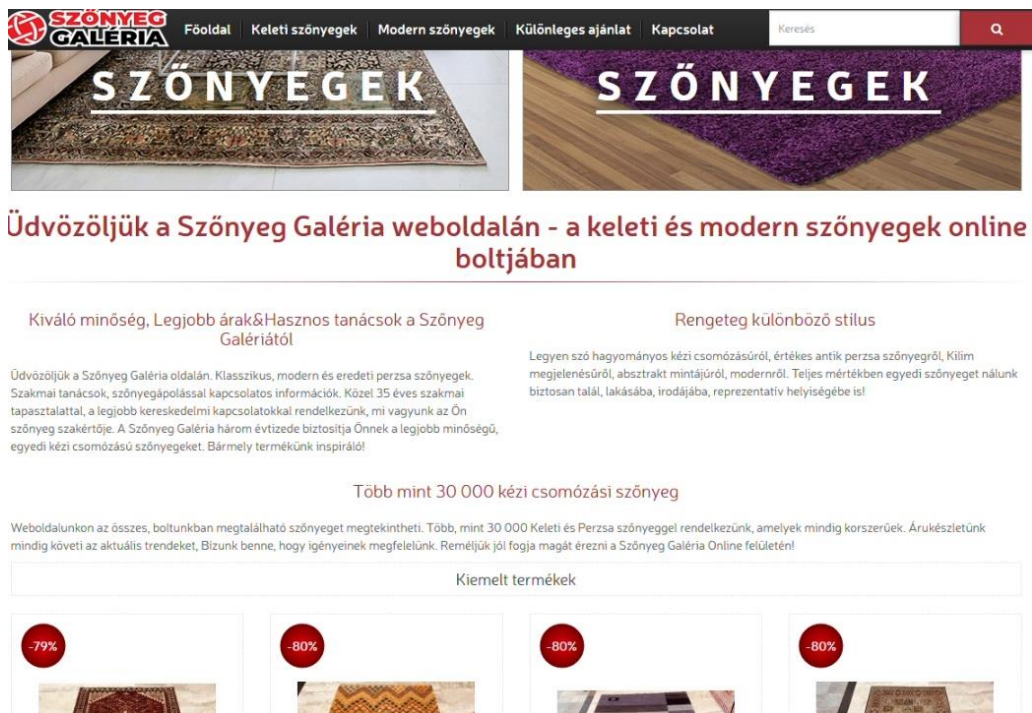 SZŐNYEG
GALÉRIA
Főoldal
Keleti szőnyegek
Modern szőnyegek
Különleges ajánlat
Kapcsolat
Keresés
SZŐNYEGEK
SZŐNYEGEK
Üdvözöljük a Szőnyeg Galéria weboldalán - a keleti és modern szőnyegek online
boltjában
Kiváló minőség, Legjobb árak&Hasznos tanácsok a Szőnyeg
Galériától
Üdvözöljük a Szőnyeg Galéria oldalán. Klasszikus, modern és eredeti perzsa szőnyegek.
Szakmai tanácsok, szőnyegápolással kapcsolatos információk. Közel 35 éves szakmai
tapasztalattal, a legjobb kereskedelmi kapcsolatokkal rendelkezünk, mi vagyunk az Ön
szőnyeg szakértője. A Szőnyeg Galéria három évtizede biztosítja Önnek a legjobb minőségű,
egyedi kézi csomózású szőnyegeket. Bármely termékünk inspiráló!
Rengeteg különböző stílus
Legyen szó hagyományos kézi csomózásúról, értékes antik perzsa szőnyegről, Kilim
megjelenésűről, absztrakt mintájúról, modernről. Teljes mértékben egyedi szőnyeget nálunk
biztosan talál, lakásába, irodájába, reprezentatív helyiségébe is!
Több mint 30 000 kézi csomózási szőnyeg
Weboldalunkon az összes, boltunkban megtalálható szőnyeget megtekintheti. Több, mint 30 000 Keleti és Perzsa szőnyeggel rendelkezünk, amelyek mindig korszerűek. Árukészletünk
mindig követi az aktuális trendeket, Bízunk benne, hogy igényeinek megfelelünk. Reméljük jól fogja magát érezni a Szőnyeg Galéria Online felületén!
Kiemelt termékek
-79%
-80%
-80%
-80%